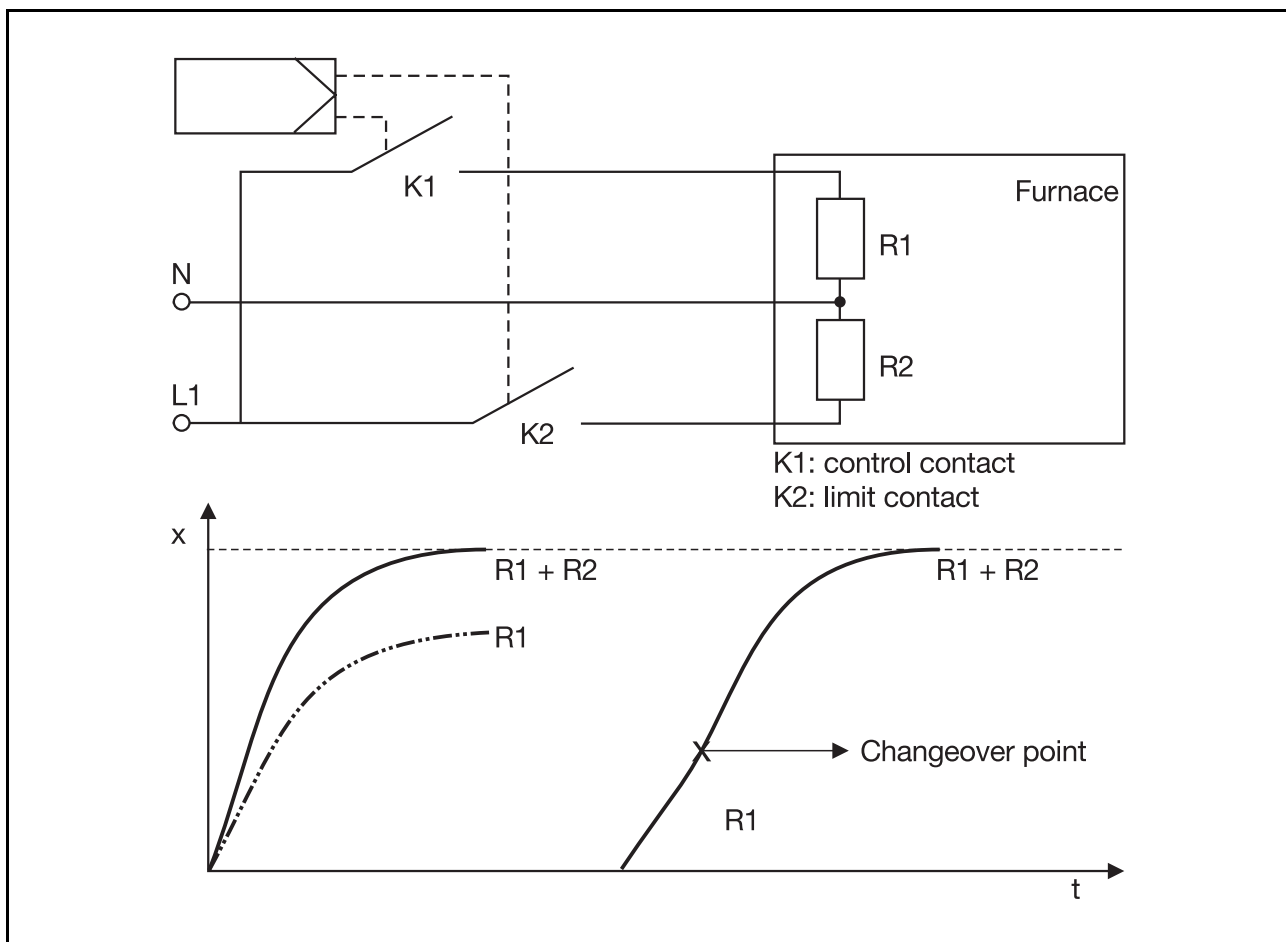 K1
Furnace
R1
N
R2
L1
K2
K1: control contact
K2: limit contact
x
R1 + R2
R1 + R2
R1
Changeover point
R1
t